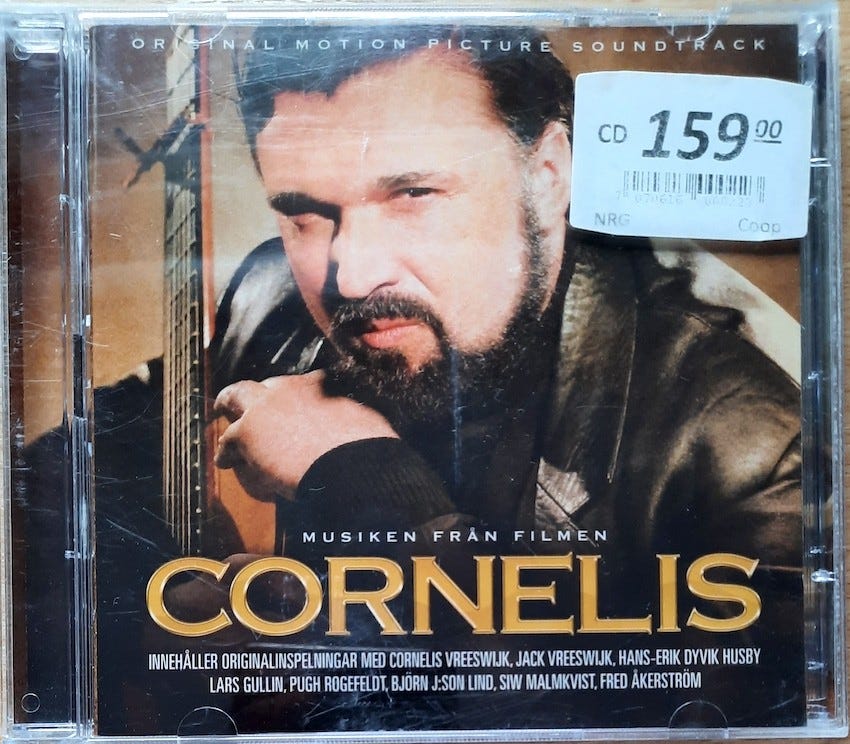 ORIGINAL MOTION PICTURE SOUNDTRACK
CD 159 00
NRG Coop
MUSIKEN FRÅN FILMEN
CORNELIS
INNEHÅLLER ORIGINALINSPELNINGAR MED CORNELIS VREESWIJK, JACK VREESWIJK, HANS-ERIK DYVIK HUSBY
LARS GULLIN, PUGH ROGEFELDT, BJÖRN J:SON LIND, SIW MALMKVIST, FRED ÅKERSTRÖM